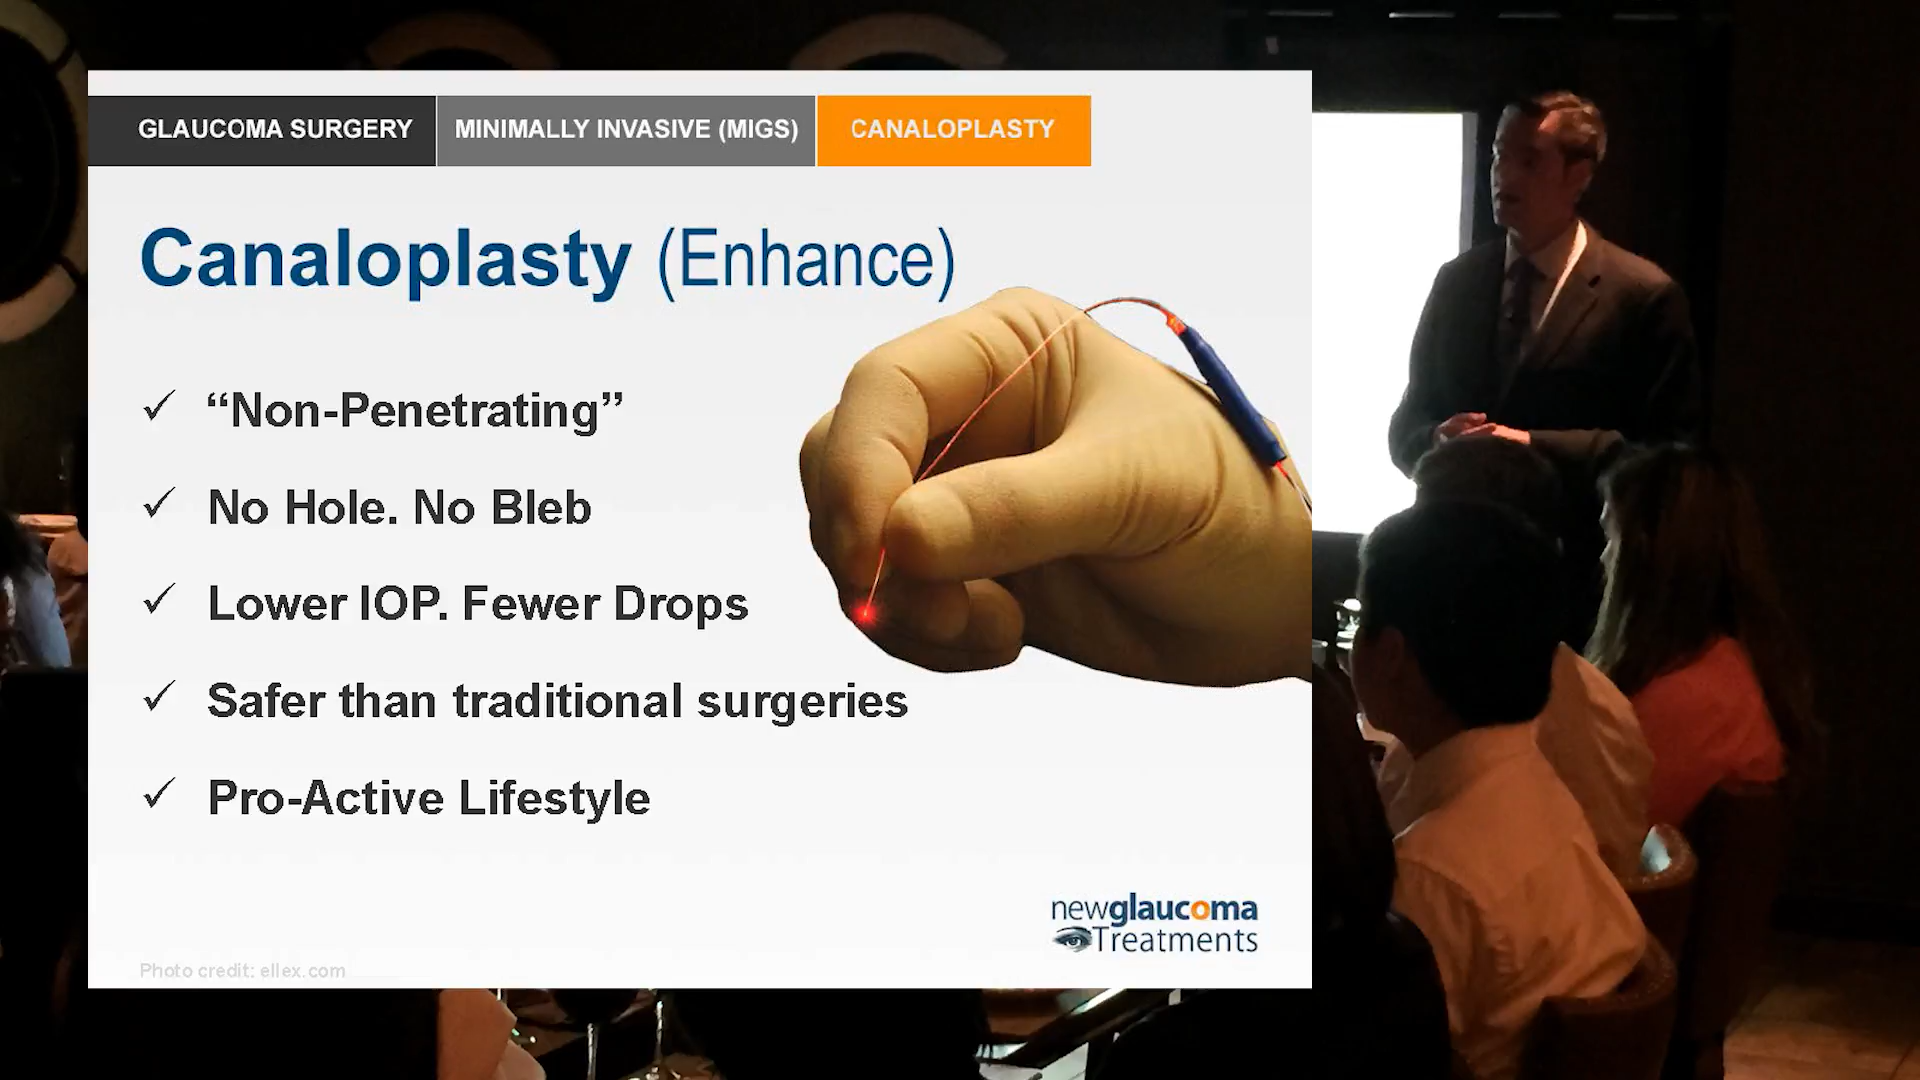 GLAUCOMA SURGERY
MINIMALLY INVASIVE (MIGS)
CANALOPLASTY
Canaloplasty (Enhance)
✓ “Non-Penetrating”
✓ No Hole. No Bleb
✓ Lower IOP. Fewer Drops
✓ Safer than traditional surgeries
✓ Pro-Active Lifestyle
newglaucoma
Treatments
Photo credit: ellex.com